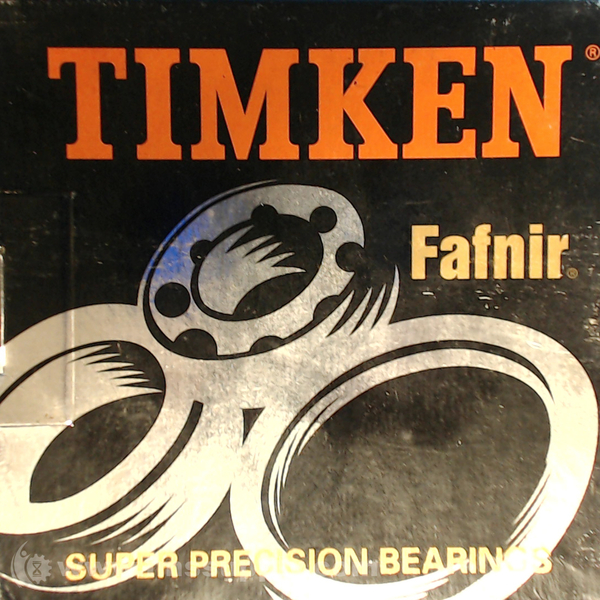 TIMKEN®
Fafnir®
SUPER PRECISION BEARINGS